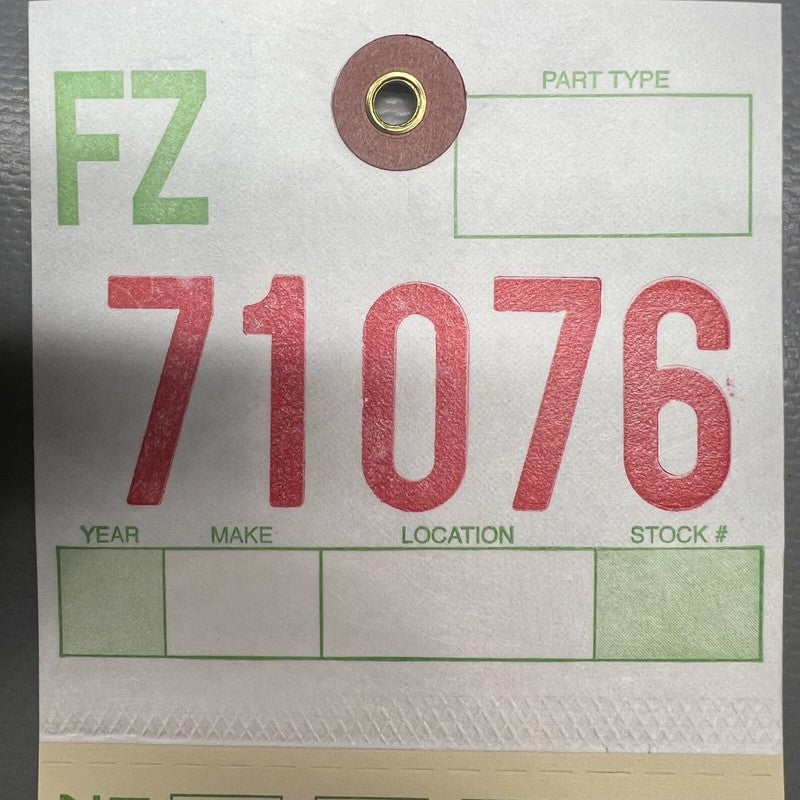 FZ
PART TYPE
71076
YEAR MAKE LOCATION STOCK #